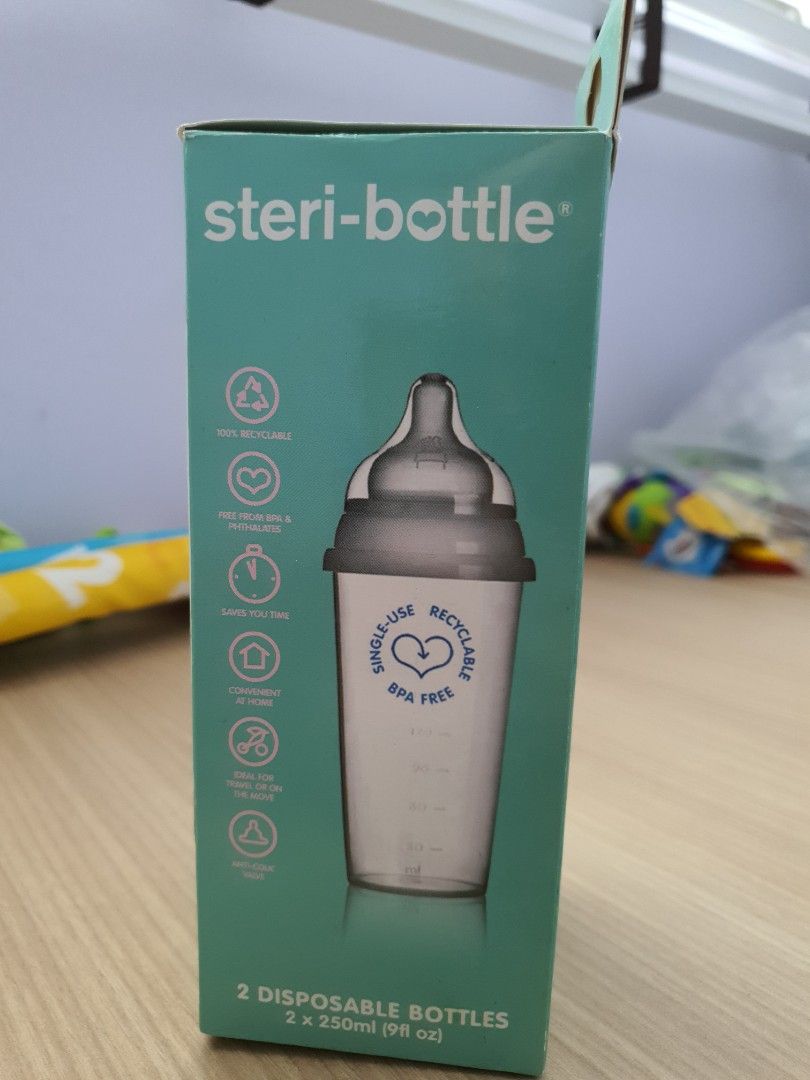 steri-bottle®
100% RECYCLABLE
FREE FROM BPA &
PHTHALATES
SAVES YOU TIME
CONVENIENT
AT HOME
IDEAL FOR
TRAVEL OR ON
THE MOVE
ANTI-COLIC
VALVE
SINGLE-USE RECYCLABLE
BPA FREE
120
90
60
30
ml
2 DISPOSABLE BOTTLES
2 x 250ml (9fl oz)